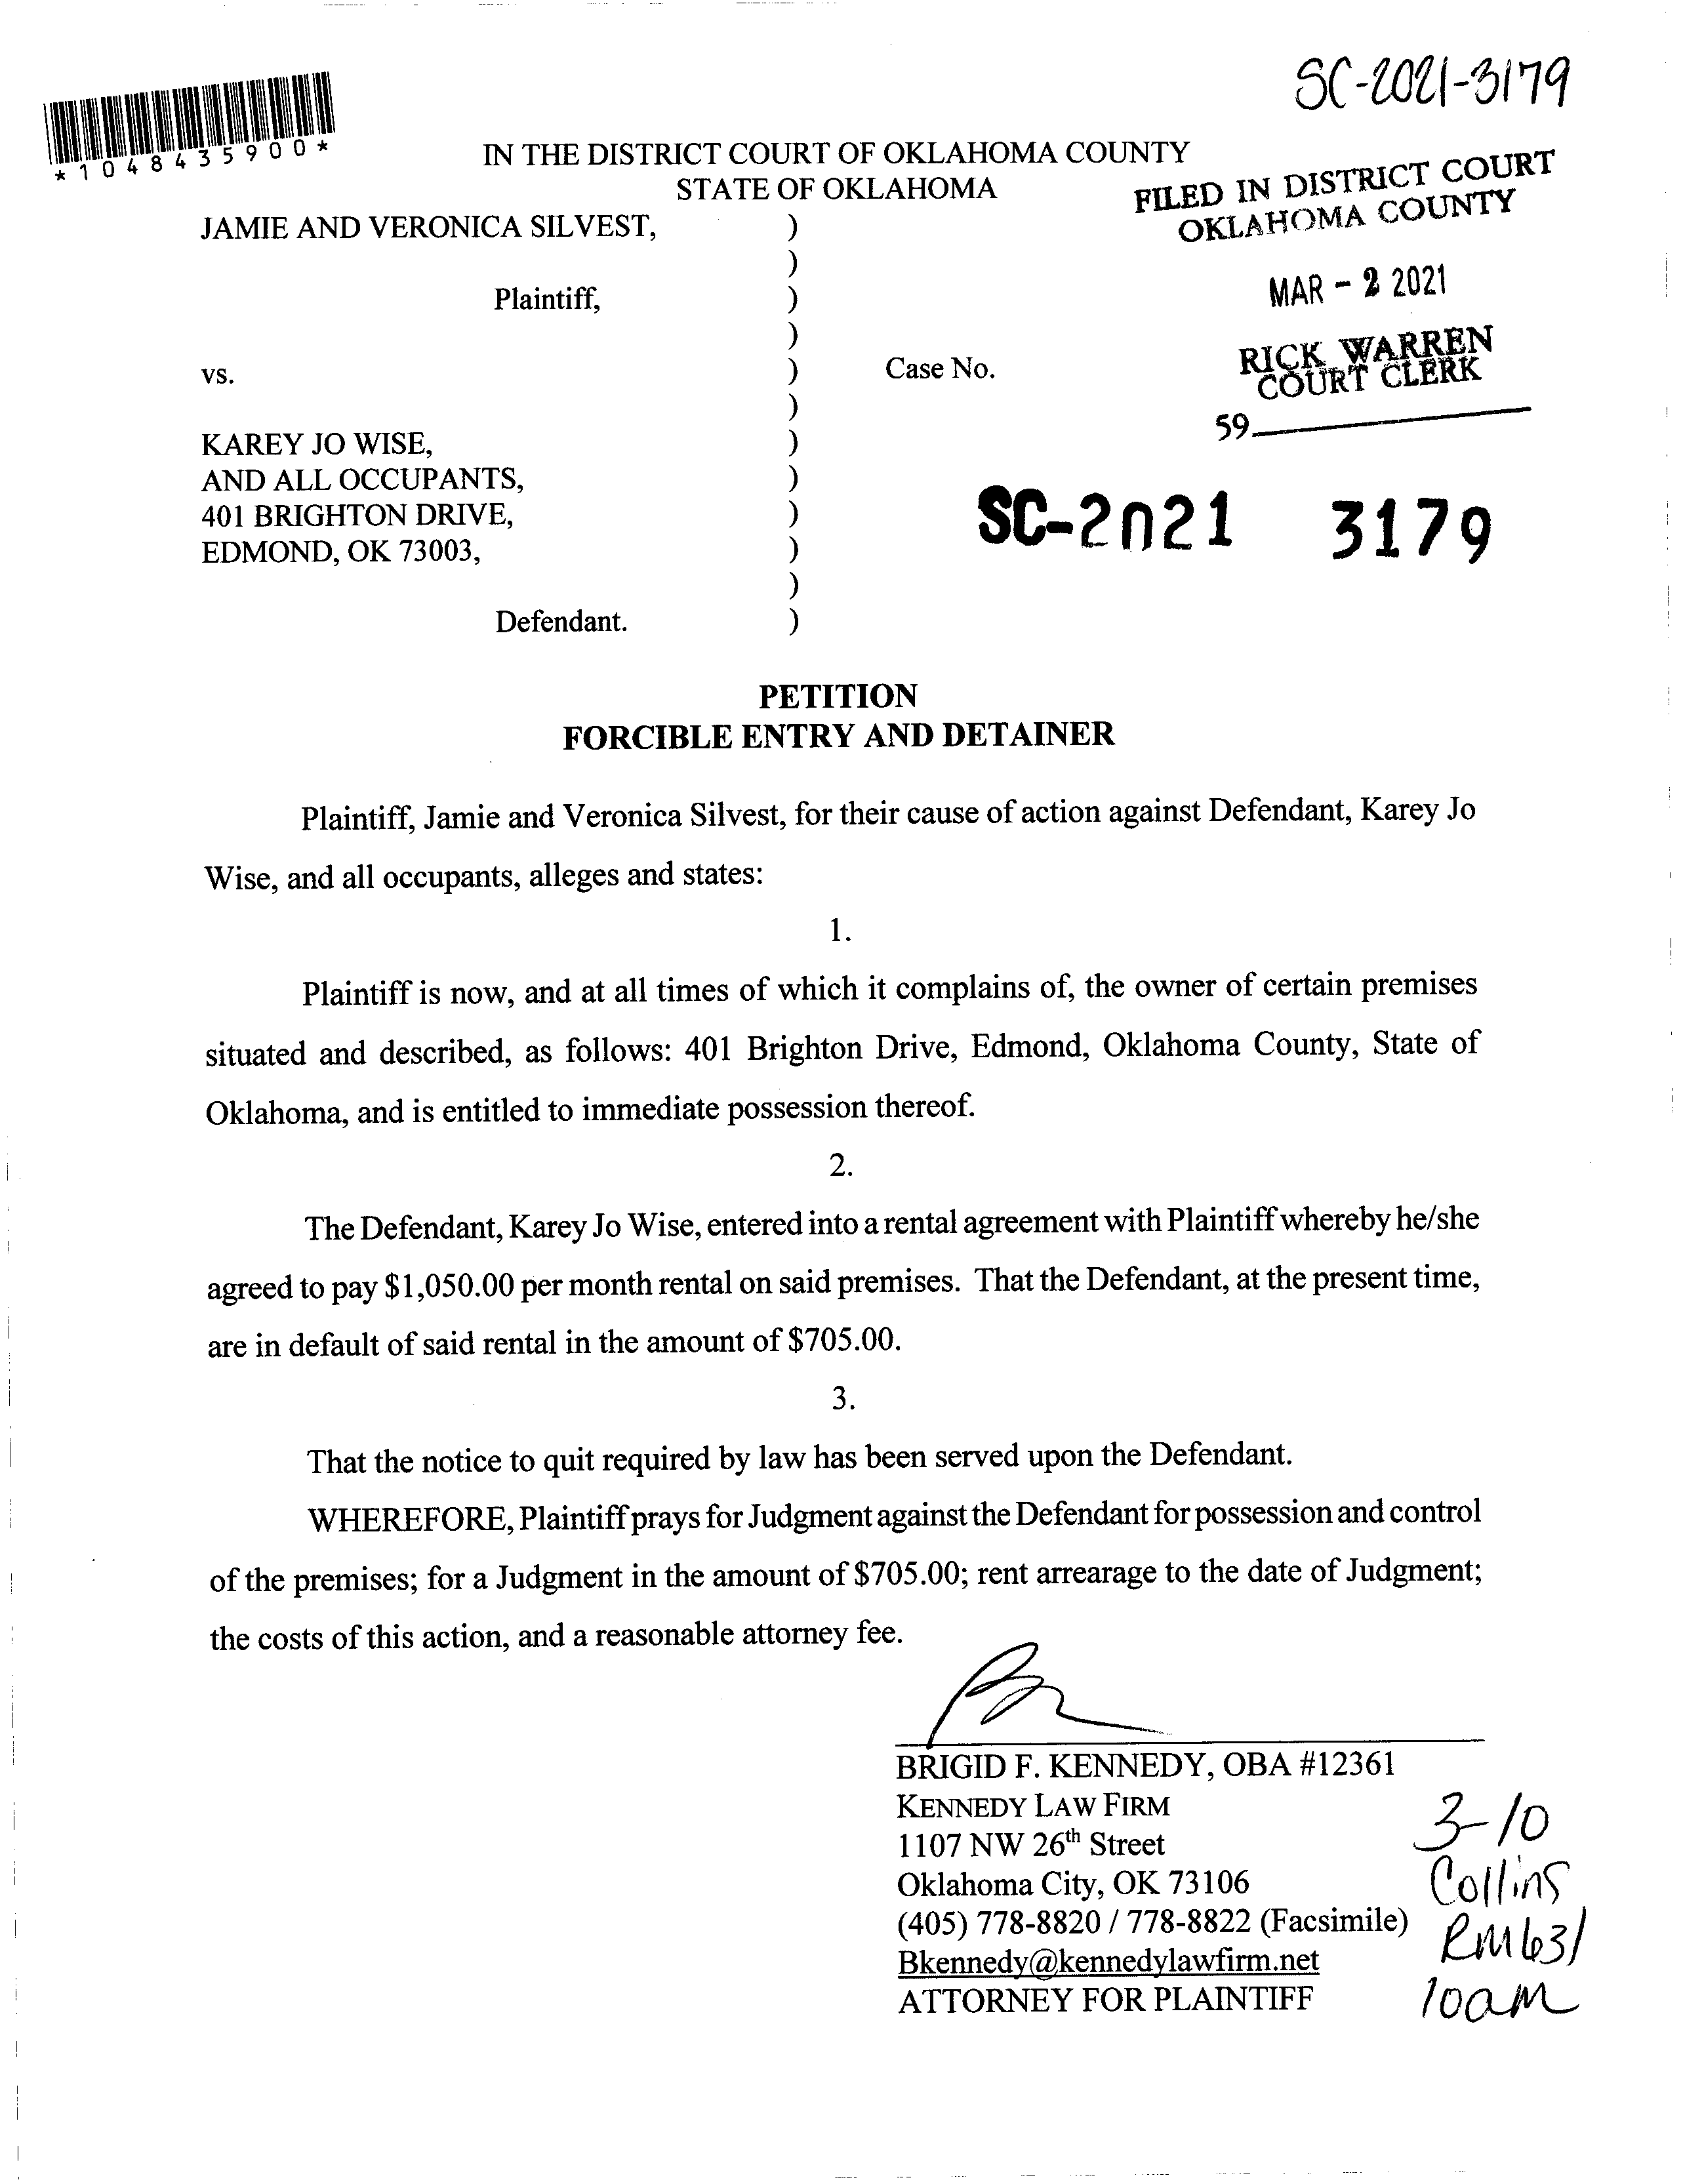 SC-2021-3179
*1048435900*
IN THE DISTRICT COURT OF OKLAHOMA COUNTY
STATE OF OKLAHOMA
FILED IN DISTRICT COURT
OKLAHOMA COUNTY
JAMIE AND VERONICA SILVEST, )
)
Plaintiff, )
MAR - 2 2021
)
vs. ) Case No.
RICK WARREN
COURT CLERK
)
59
KAREY JO WISE, )
AND ALL OCCUPANTS, )
401 BRIGHTON DRIVE, )
SC-2021 3179
EDMOND, OK 73003, )
)
Defendant. )
PETITION
FORCIBLE ENTRY AND DETAINER
Plaintiff, Jamie and Veronica Silvest, for their cause of action against Defendant, Karey Jo
Wise, and all occupants, alleges and states:
1.
Plaintiff is now, and at all times of which it complains of, the owner of certain premises
situated and described, as follows: 401 Brighton Drive, Edmond, Oklahoma County, State of
Oklahoma, and is entitled to immediate possession thereof.
2.
The Defendant, Karey Jo Wise, entered into a rental agreement with Plaintiff whereby he/she
agreed to pay $1,050.00 per month rental on said premises. That the Defendant, at the present time,
are in default of said rental in the amount of $705.00.
3.
That the notice to quit required by law has been served upon the Defendant.
WHEREFORE, Plaintiff prays for Judgment against the Defendant for possession and control
of the premises; for a Judgment in the amount of $705.00; rent arrearage to the date of Judgment;
the costs of this action, and a reasonable attorney fee.
BRIGID F. KENNEDY, OBA #12361
KENNEDY LAW FIRM
1107 NW 26th Street
Oklahoma City, OK 73106
(405) 778-8820 / 778-8822 (Facsimile)
Bkennedy@kennedylawfirm.net
ATTORNEY FOR PLAINTIFF
3-10
Collins
RM631
10am